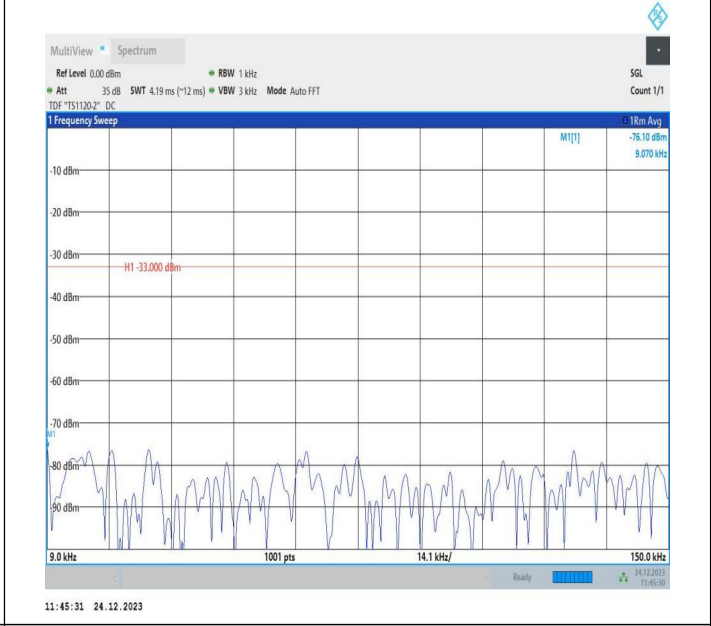 R&S
MultiView Spectrum
Ref Level 0.00 dBm RBW 1 kHz SGL
Att 35 dB SWT 4.19 ms (~12 ms) VBW 3 kHz Mode Auto FFT Count 1/1
TDF "TS1120-2" DC
1 Frequency Sweep 1Rm Avg
M1[1] -76.10 dBm
9.070 kHz
-10 dBm
-20 dBm
-30 dBm
H1 -33.000 dBm
-40 dBm
-50 dBm
-60 dBm
-70 dBm
M1
-80 dBm
-90 dBm
9.0 kHz 1001 pts 14.1 kHz/ 150.0 kHz
Ready 24.12.2023
11:45:30
11:45:31 24.12.2023